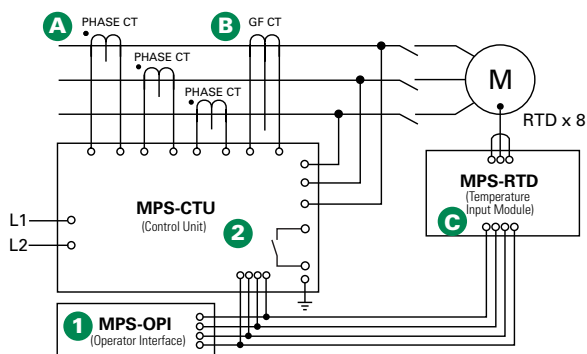 A PHASE CT
B GF CT
PHASE CT
PHASE CT
M
RTD x 8
MPS-RTD
(Temperature
Input Module)
C
MPS-CTU
(Control Unit)
2
L1
L2
1 MPS-OPI
(Operator Interface)